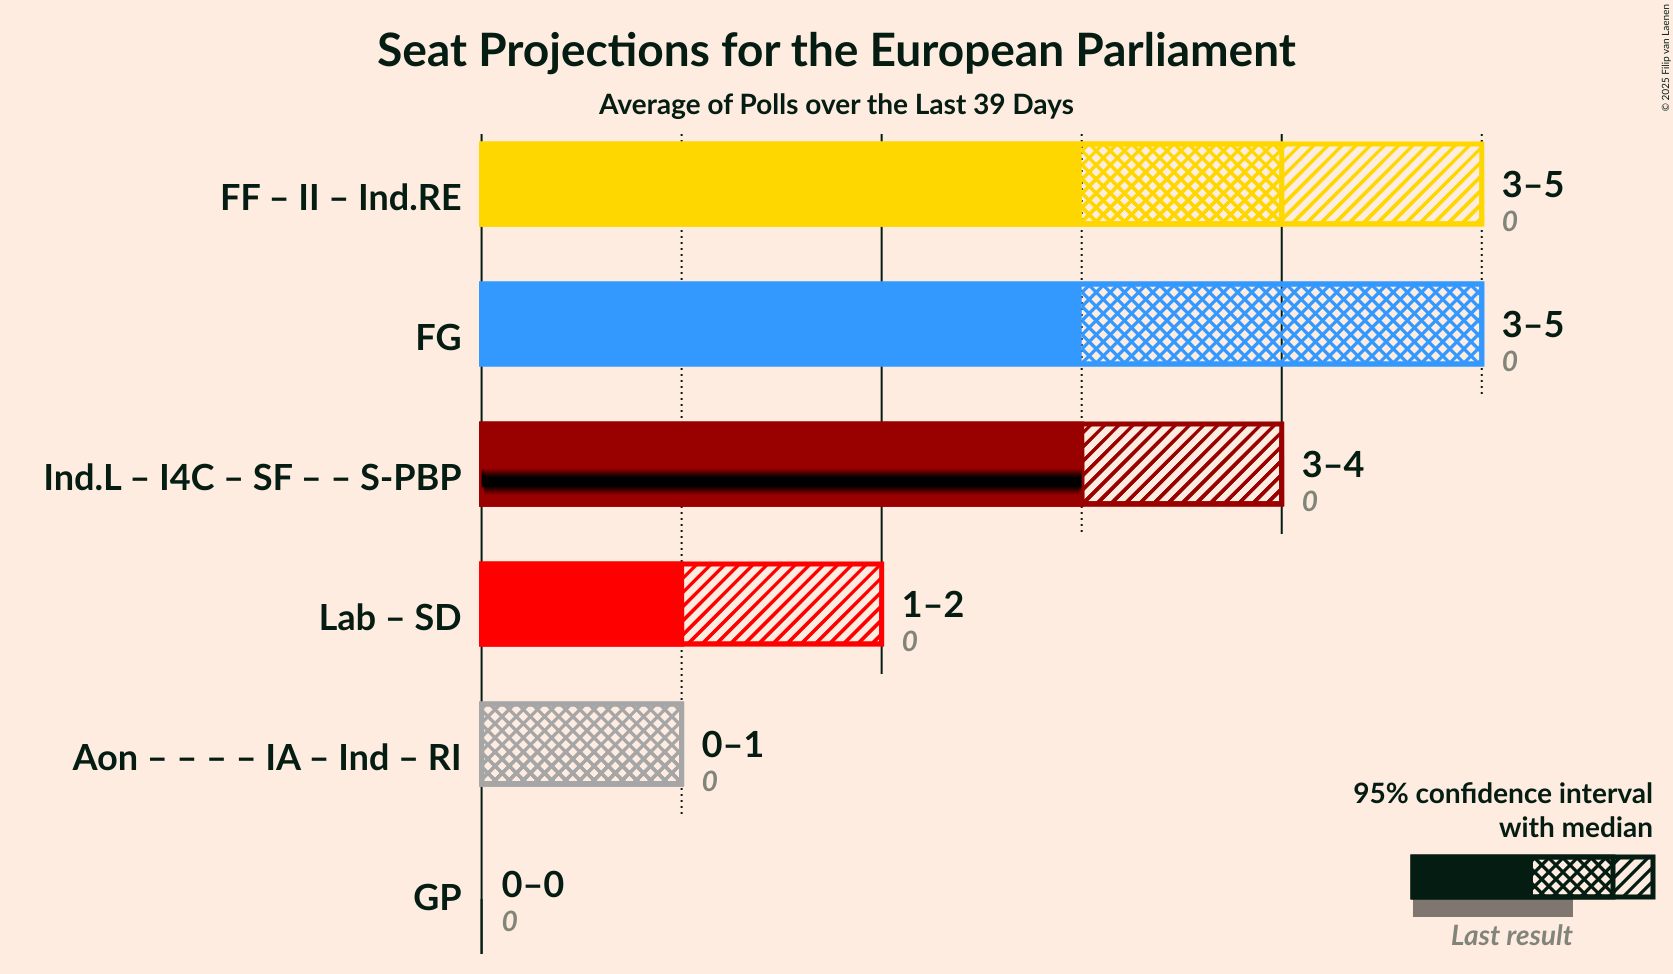 Seat Projections for the European Parliament
Average of Polls over the Last 39 Days
© 2025 Filip van Laenen
FF – II – Ind.RE
3–5
0
FG
3–5
0
Ind.L – I4C – SF – – S-PBP
3–4
0
Lab – SD
1–2
0
Aon – – – – IA – Ind – RI
0–1
0
GP
0–0
0
95% confidence interval
with median
Last result